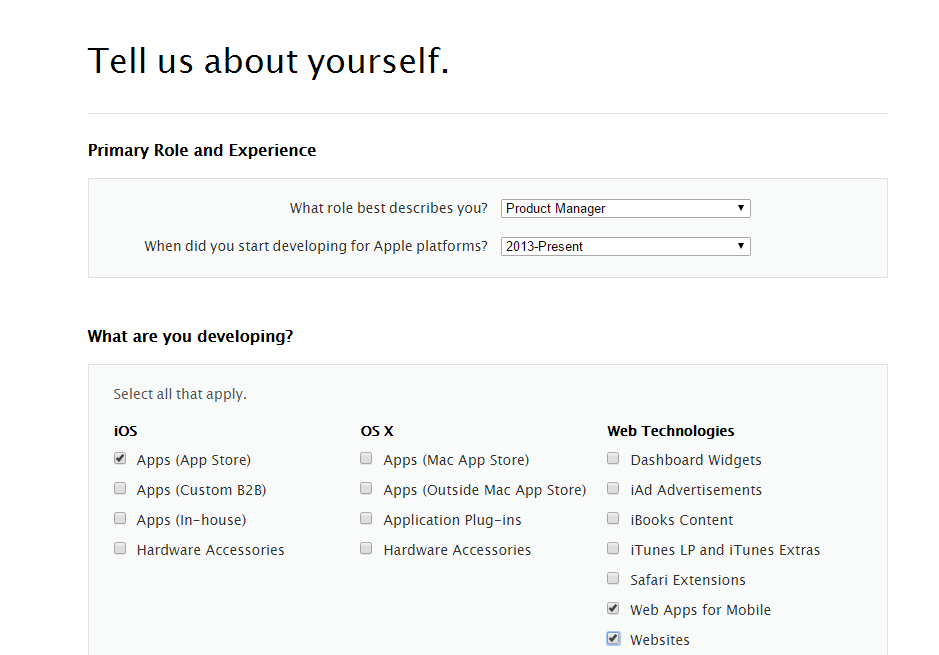 Tell us about yourself.
Primary Role and Experience
What role best describes you? Product Manager
When did you start developing for Apple platforms? 2013-Present
What are you developing?
Select all that apply.
iOS
Apps (App Store)
Apps (Custom B2B)
Apps (In-house)
Hardware Accessories
OS X
Apps (Mac App Store)
Apps (Outside Mac App Store)
Application Plug-ins
Hardware Accessories
Web Technologies
Dashboard Widgets
iAd Advertisements
iBooks Content
iTunes LP and iTunes Extras
Safari Extensions
Web Apps for Mobile
Websites